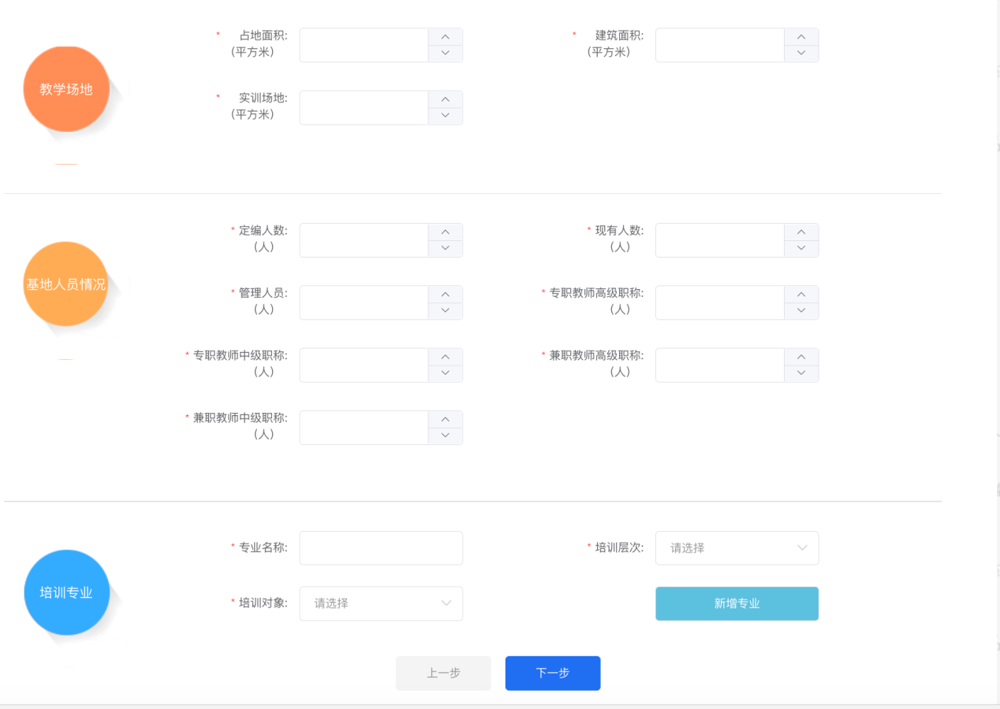 * 占地面积:
(平方米)
* 建筑面积:
(平方米)
教学场地
* 实训场地:
(平方米)
* 定编人数:
(人)
* 现有人数:
(人)
基地人员情况
* 管理人员:
(人)
* 专职教师高级职称:
(人)
* 专职教师中级职称:
(人)
* 兼职教师高级职称:
(人)
* 兼职教师中级职称:
(人)
* 专业名称:
* 培训层次:
请选择
培训专业
* 培训对象:
请选择
新增专业
上一步
下一步